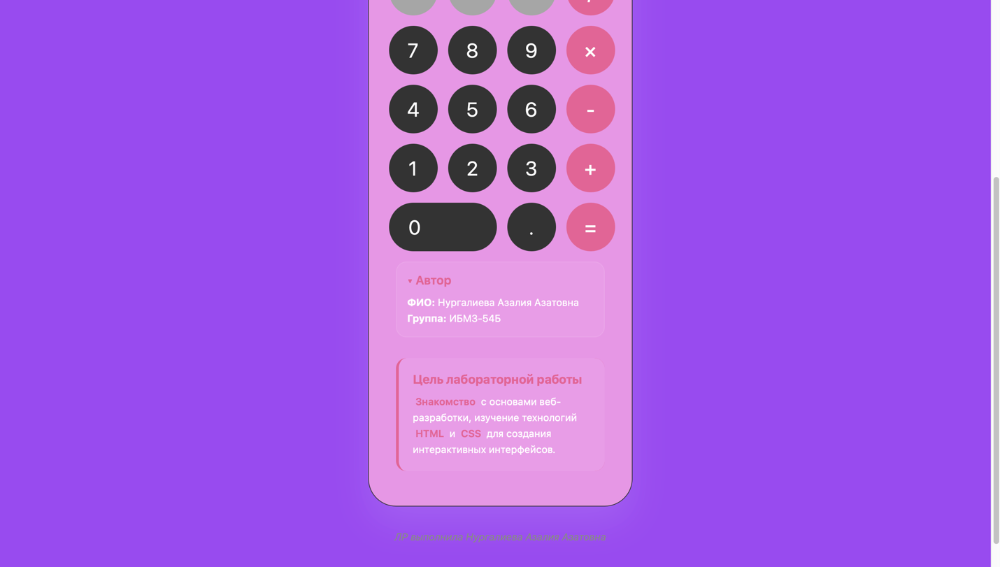 7 8 9 ×
4 5 6 -
1 2 3 +
0 . =
▾ Автор
ФИО: Нургалиева Азалия Азатовна
Группа: ИБМ3-54Б
Цель лабораторной работы
Знакомство с основами веб-
разработки, изучение технологий
HTML и CSS для создания
интерактивных интерфейсов.
ЛР выполнила Нургалиева Азалия Азатовна